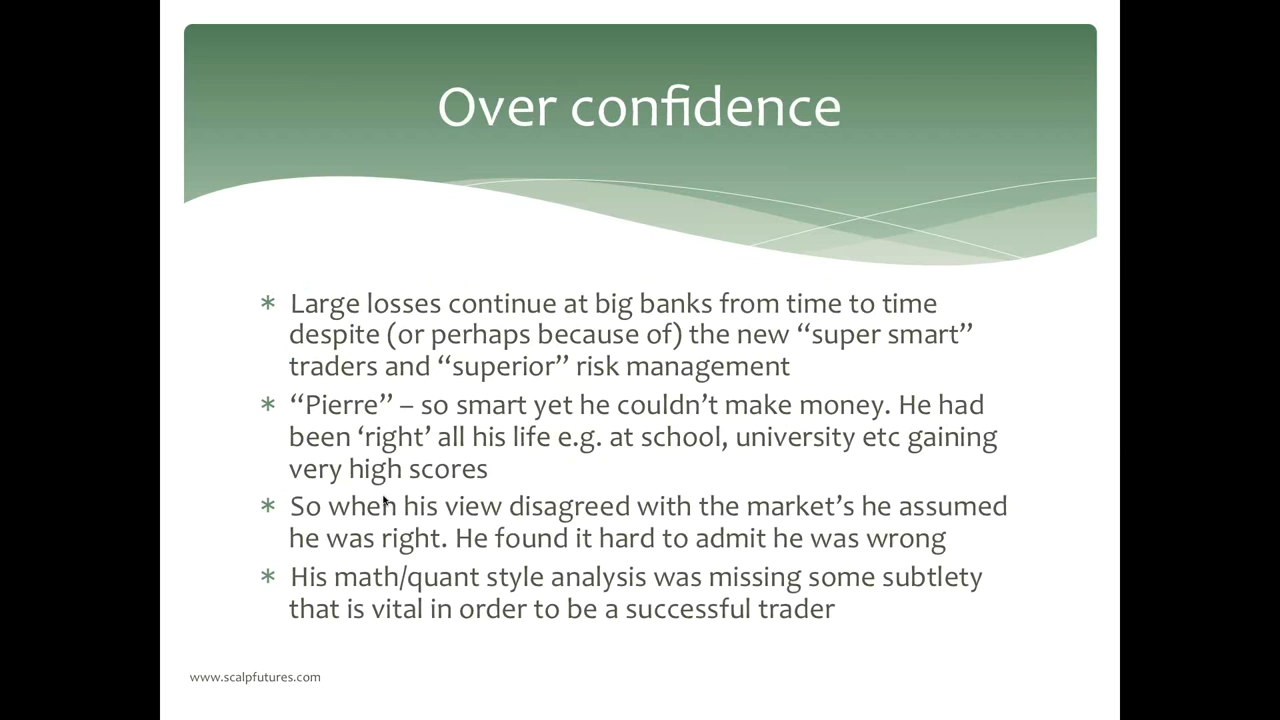 Over confidence
* Large losses continue at big banks from time to time
despite (or perhaps because of) the new “super smart”
traders and “superior” risk management
* “Pierre” – so smart yet he couldn’t make money. He had
been ‘right’ all his life e.g. at school, university etc gaining
very high scores
* So when his view disagreed with the market’s he assumed
he was right. He found it hard to admit he was wrong
* His math/quant style analysis was missing some subtlety
that is vital in order to be a successful trader
www.scalpfutures.com